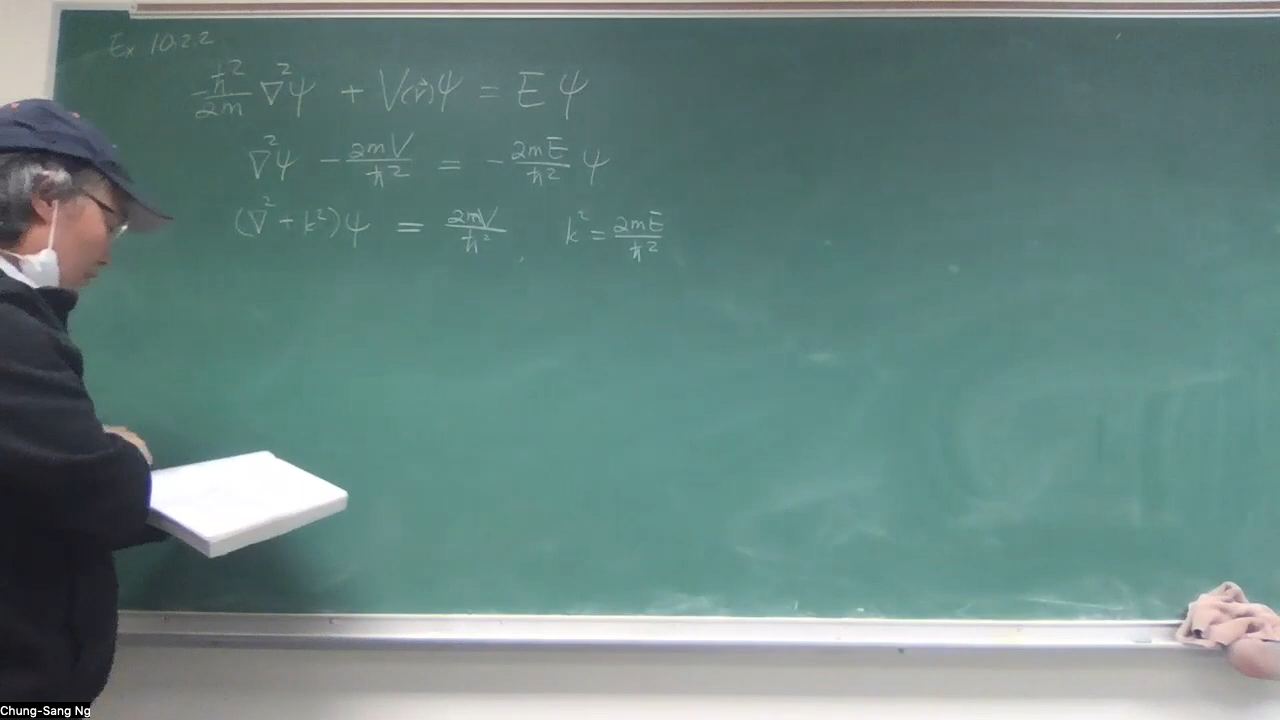 Ex 10.2.2
-ħ²/2m ∇²ψ + V(r⃗)ψ = E ψ
∇²ψ - 2mV/ħ² = - 2mE/ħ² ψ
(∇² + k²)ψ = 2mV/ħ² , k² = 2mE/ħ²
Chung-Sang Ng